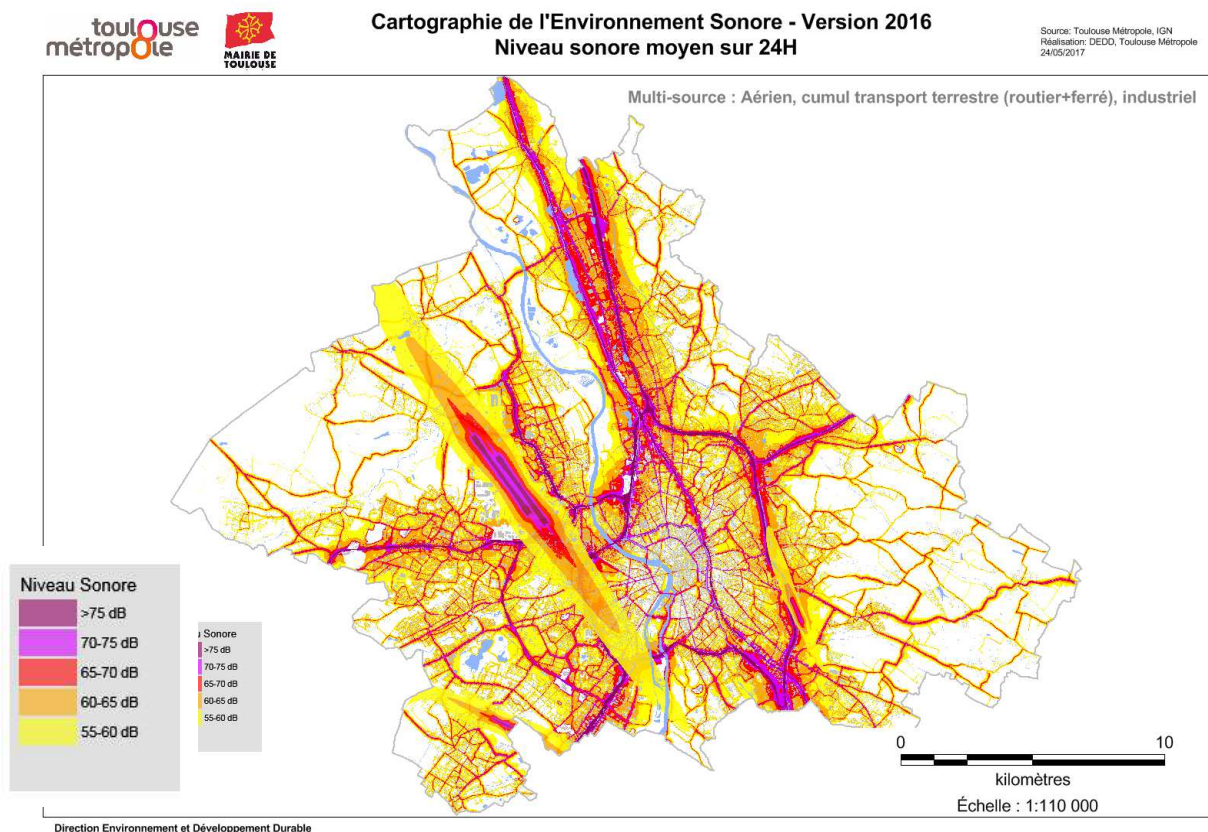 toulouse
métropole
MAIRIE DE
TOULOUSE
Cartographie de l'Environnement Sonore - Version 2016
Niveau sonore moyen sur 24H
Source: Toulouse Métropole, IGN
Réalisation: DEDD, Toulouse Métropole
24/05/2017
Multi-source : Aérien, cumul transport terrestre (routier+ferré), industriel
Niveau Sonore
>75 dB
70-75 dB
65-70 dB
60-65 dB
55-60 dB
Sonore
>75 dB
70-75 dB
65-70 dB
60-65 dB
55-60 dB
0 10
kilomètres
Échelle : 1:110 000
Direction Environnement et Développement Durable